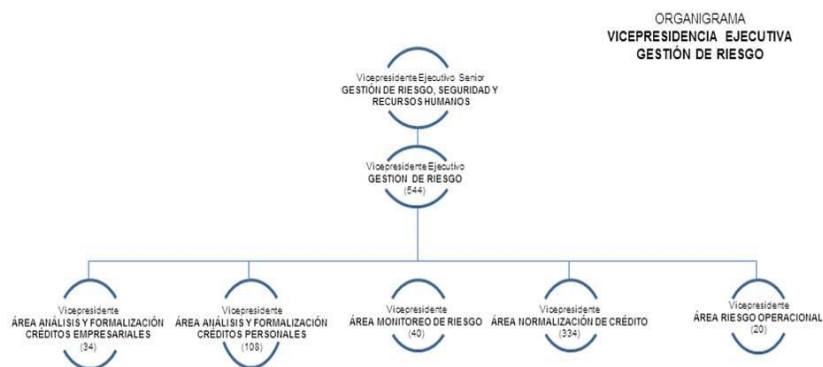 ORGANIGRAMA
VICEPRESIDENCIA EJECUTIVA
GESTIÓN DE RIESGO
Vicepresidente Ejecutivo Senior
GESTIÓN DE RIESGO, SEGURIDAD Y
RECURSOS HUMANOS
Vicepresidente Ejecutivo
GESTION DE RIESGO
(544)
Vicepresidente
ÁREA ANÁLISIS Y FORMALIZACIÓN
CRÉDITOS EMPRESARIALES
(34)
Vicepresidente
ÁREA ANÁLISIS Y FORMALIZACIÓN
CRÉDITOS PERSONALES
(108)
Vicepresidente
ÁREA MONITOREO DE RIESGO
(40)
Vicepresidente
ÁREA NORMALIZACIÓN DE CRÉDITO
(334)
Vicepresidente
ÁREA RIESGO OPERACIONAL
(20)